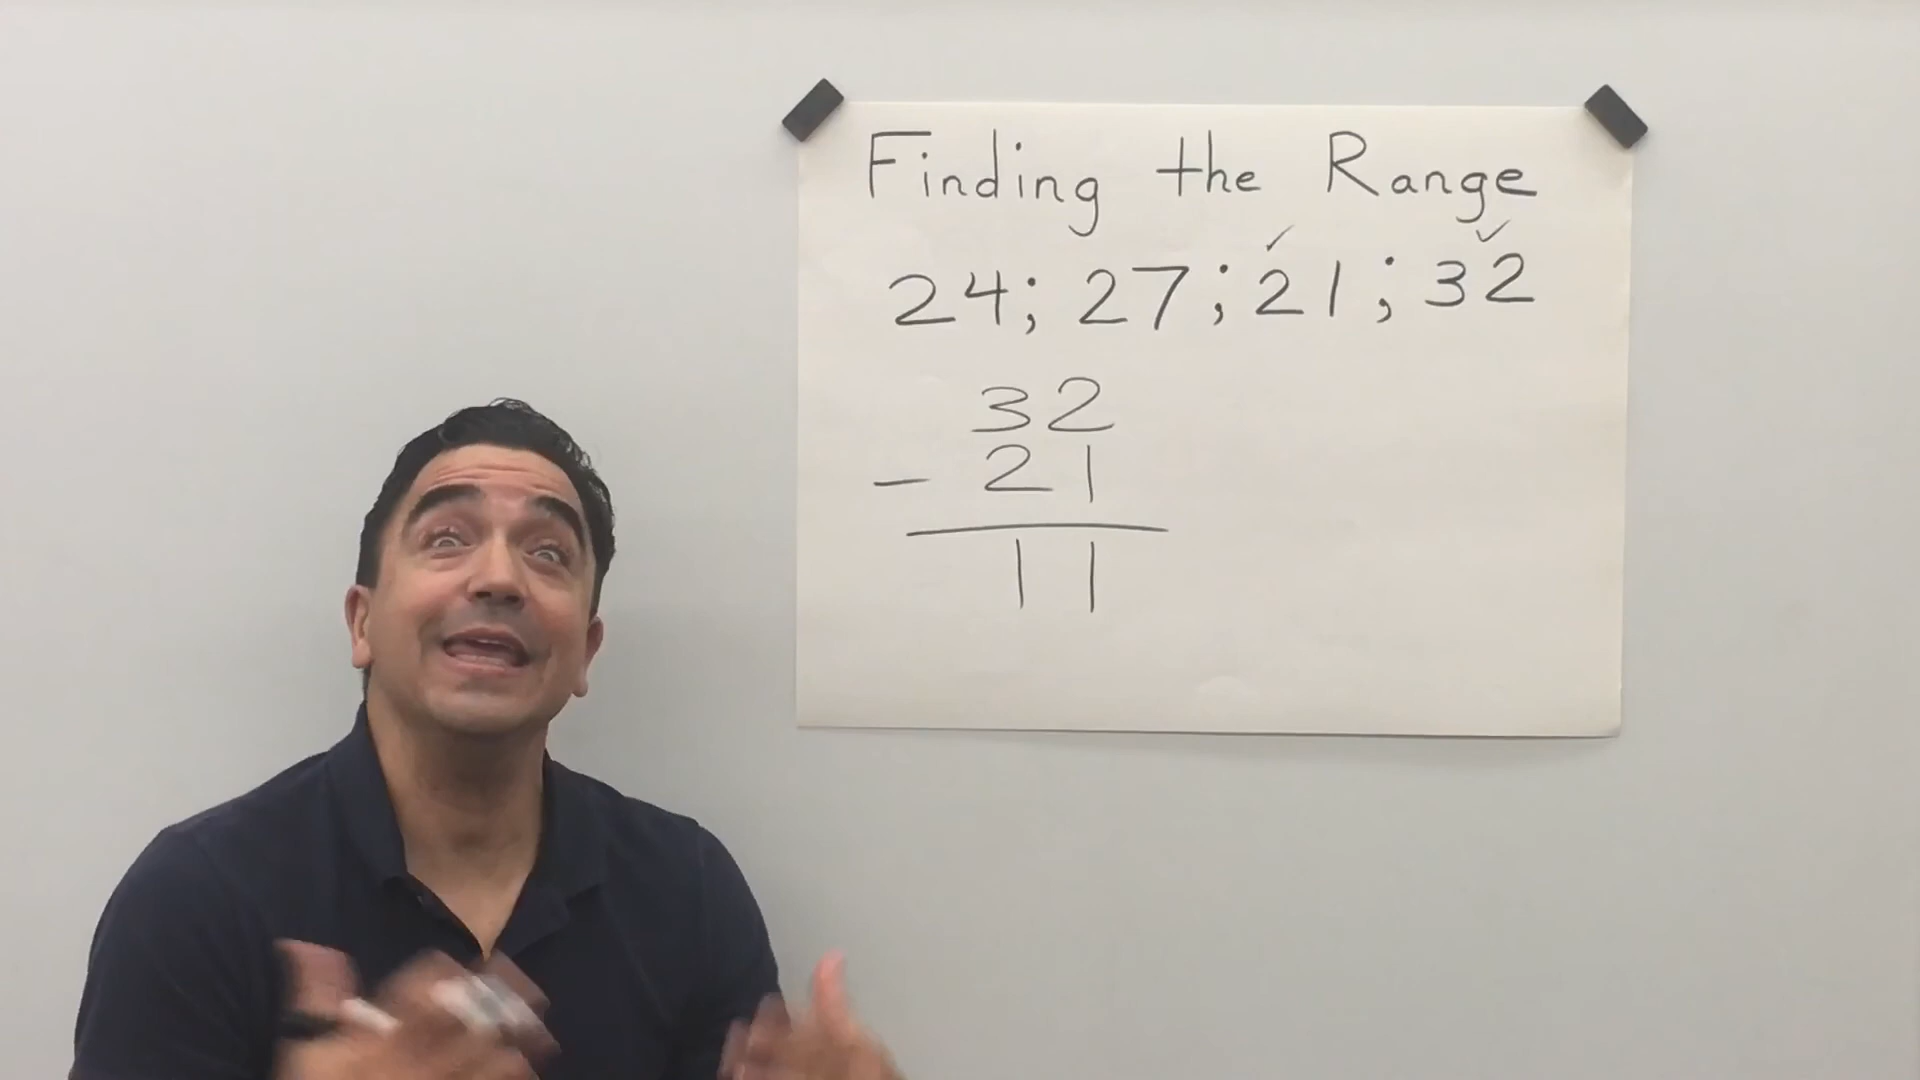 Finding the Range
24; 27; 21; 32
32
- 21
11